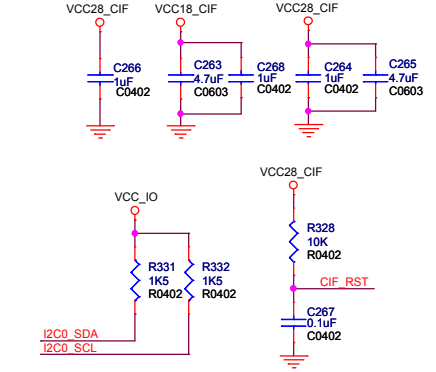 VCC28_CIF
VCC18_CIF
VCC28_CIF
C266
1uF
C0402
C263
4.7uF
C0603
C268
1uF
C0402
C264
1uF
C0402
C265
4.7uF
C0603
VCC_IO
R331
1K5
R0402
R332
1K5
R0402
I2C0_SDA
I2C0_SCL
VCC28_CIF
R328
10K
R0402
CIF_RST
C267
0.1uF
C0402